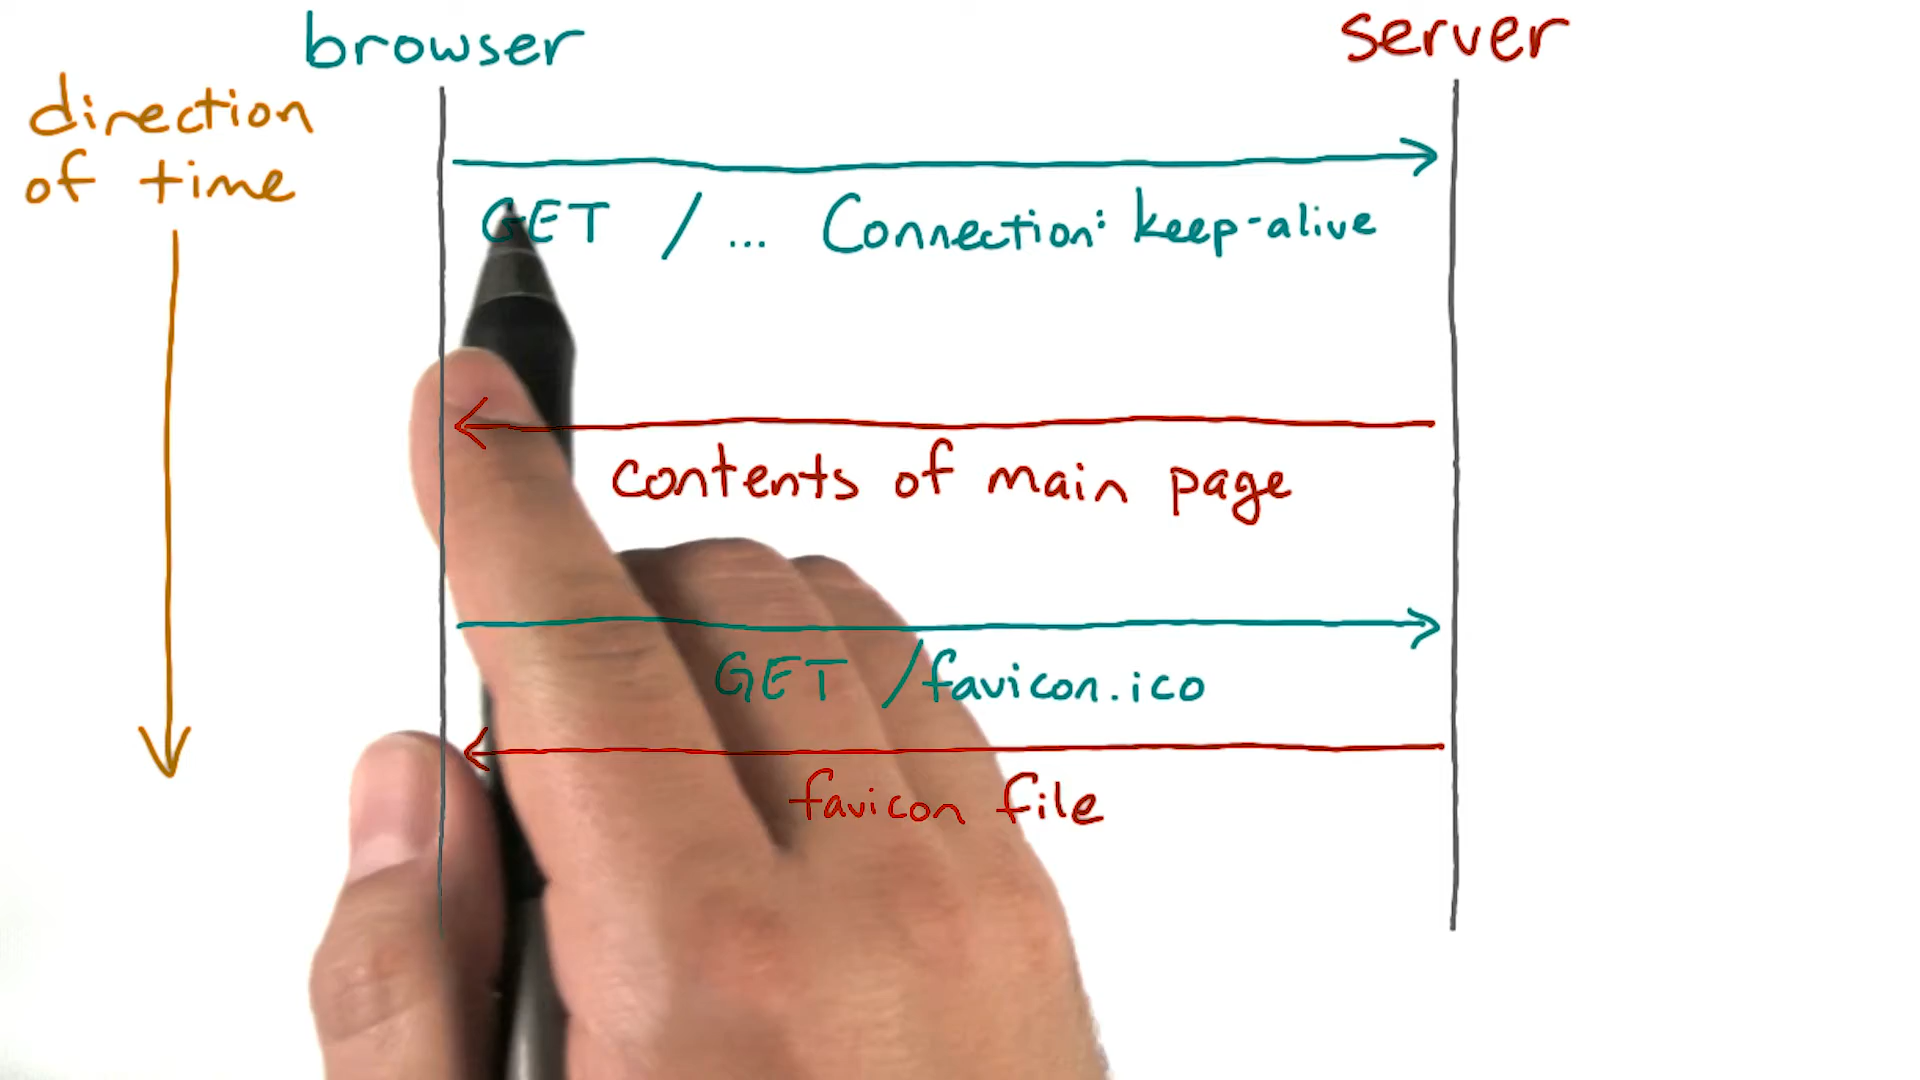 browser
server
direction
of time
GET / ... Connection: keep-alive
contents of main page
GET /favicon.ico
favicon file